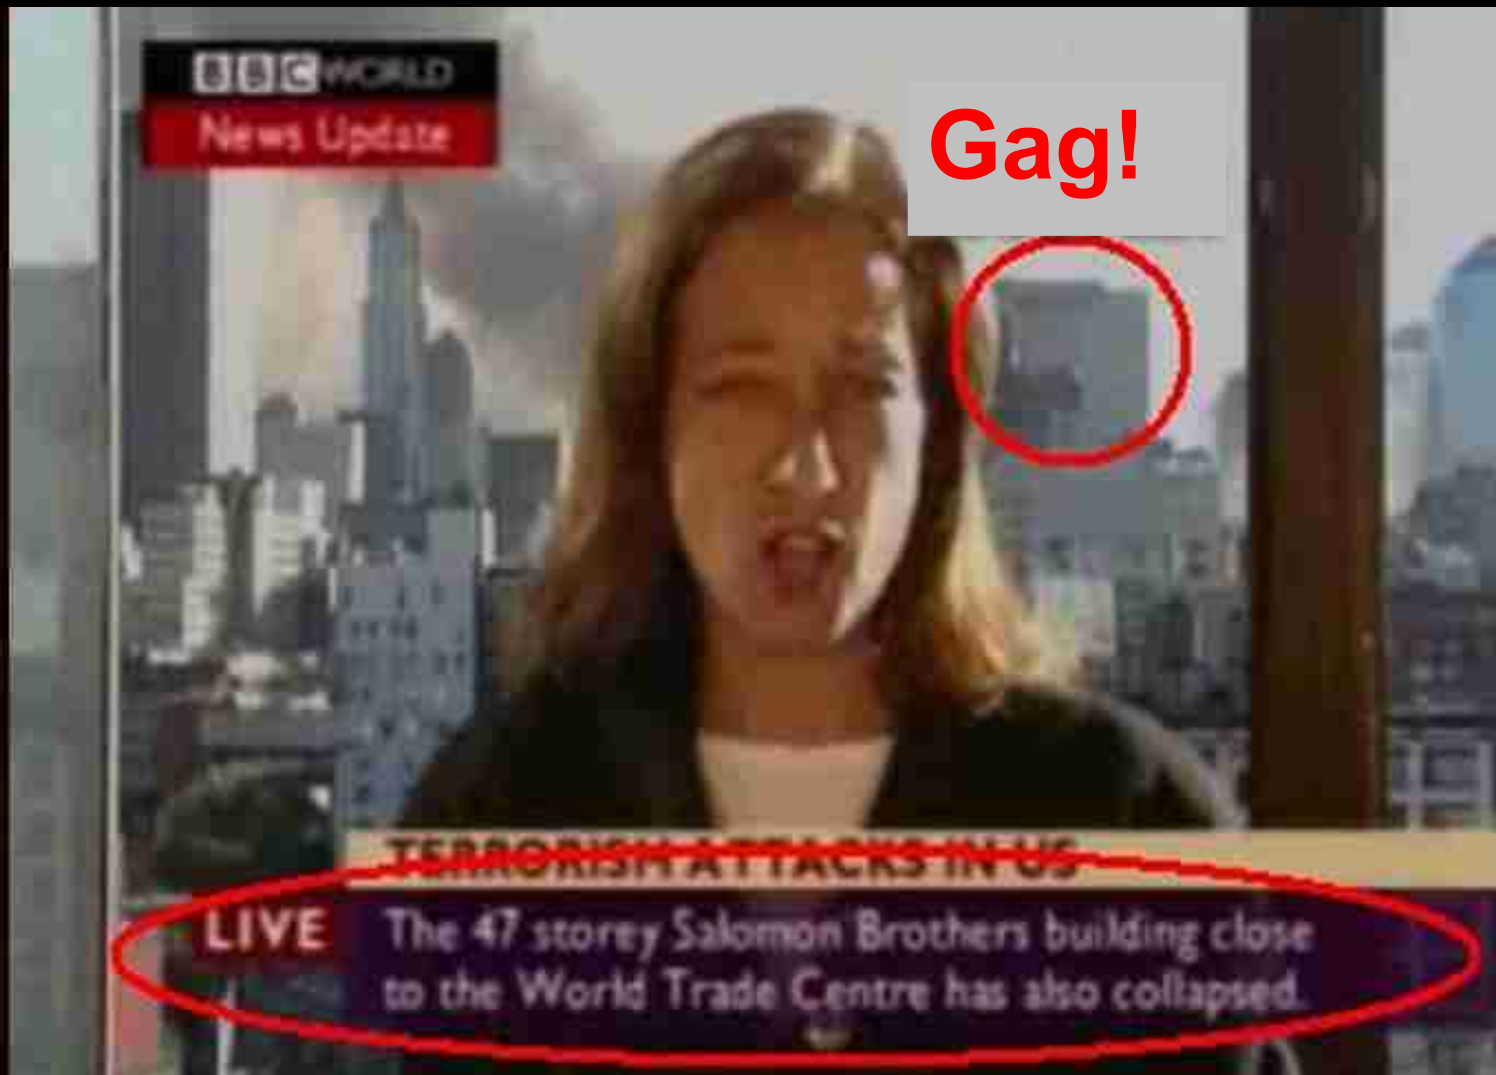 BBC WORLD
News Update
Gag!
TERRORISM ATTACKS IN US
LIVE
The 47 storey Salomon Brothers building close
to the World Trade Centre has also collapsed.